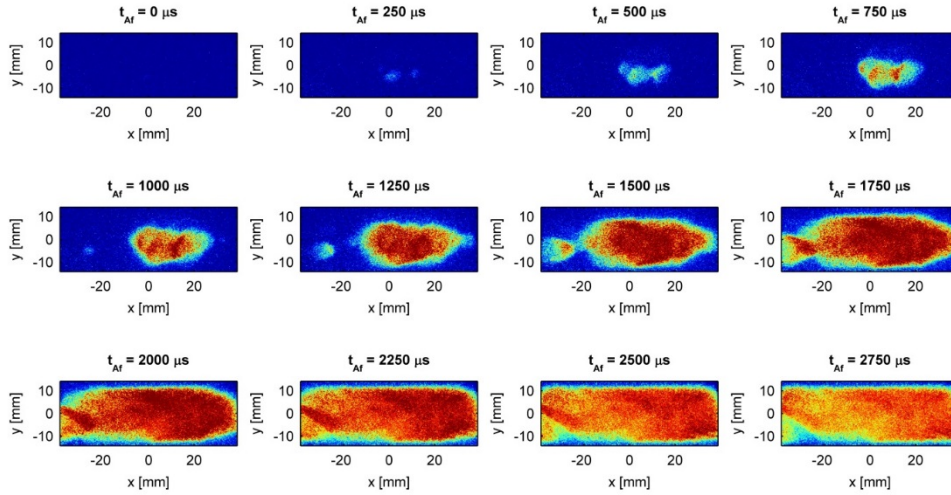 t_Af = 0 μs
t_Af = 250 μs
t_Af = 500 μs
t_Af = 750 μs
y [mm]
10
0
-10
-20
0
20
x [mm]
y [mm]
10
0
-10
-20
0
20
x [mm]
y [mm]
10
0
-10
-20
0
20
x [mm]
y [mm]
10
0
-10
-20
0
20
x [mm]
t_Af = 1000 μs
t_Af = 1250 μs
t_Af = 1500 μs
t_Af = 1750 μs
y [mm]
10
0
-10
-20
0
20
x [mm]
y [mm]
10
0
-10
-20
0
20
x [mm]
y [mm]
10
0
-10
-20
0
20
x [mm]
y [mm]
10
0
-10
-20
0
20
x [mm]
t_Af = 2000 μs
t_Af = 2250 μs
t_Af = 2500 μs
t_Af = 2750 μs
y [mm]
10
0
-10
-20
0
20
x [mm]
y [mm]
10
0
-10
-20
0
20
x [mm]
y [mm]
10
0
-10
-20
0
20
x [mm]
y [mm]
10
0
-10
-20
0
20
x [mm]